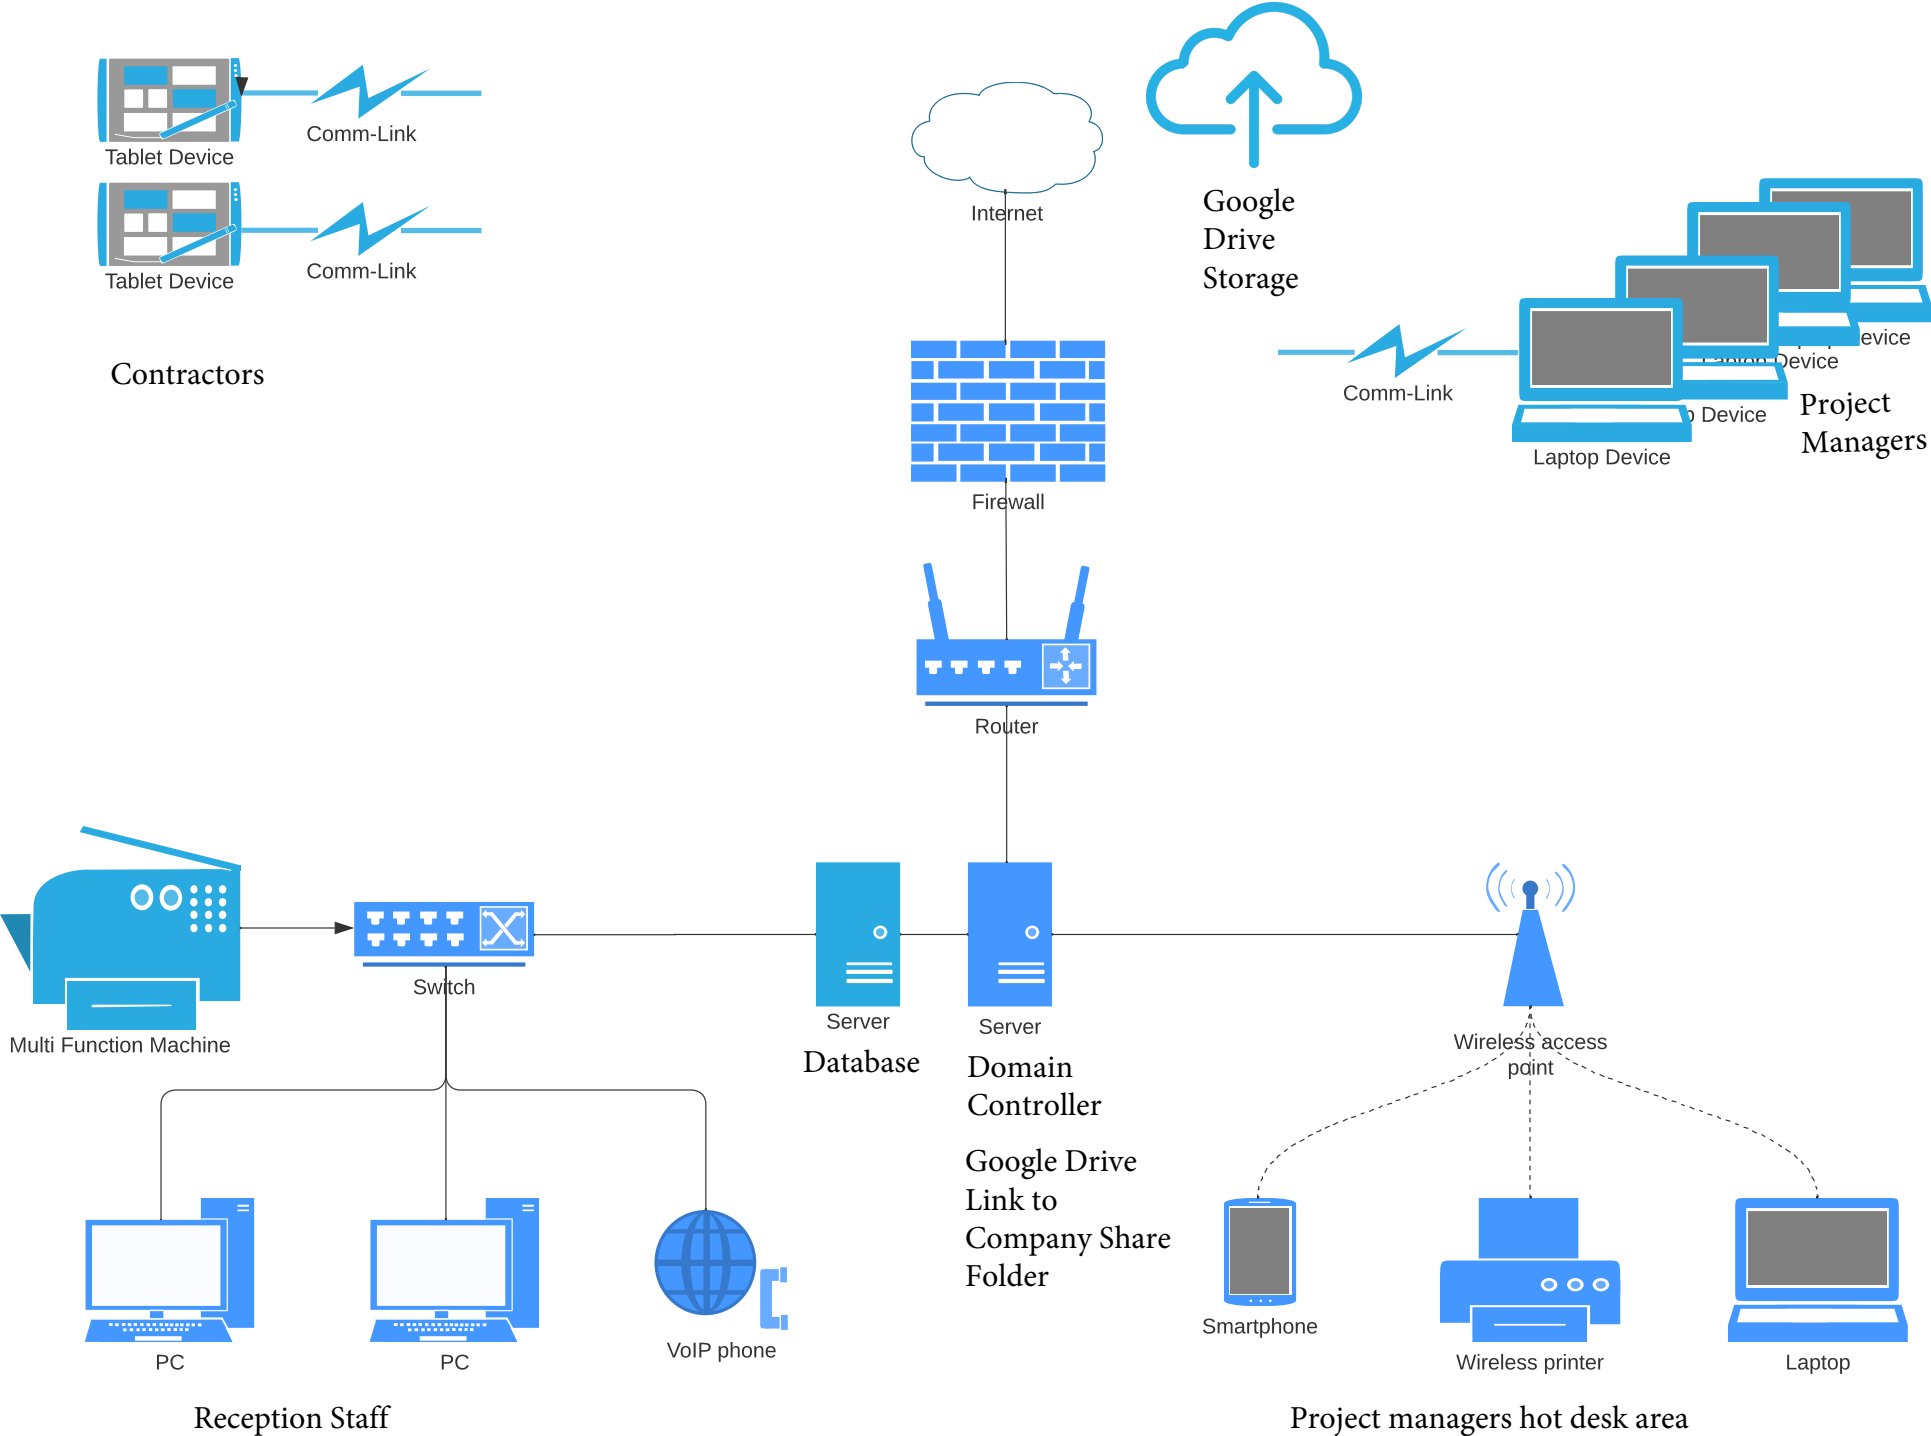 Tablet Device
Comm-Link
Tablet Device
Comm-Link
Contractors
Internet
Google
Drive
Storage
Comm-Link
Device
Device
Laptop Device
Project
Managers
Firewall
Router
Multi Function Machine
Switch
Server
Database
Server
Domain
Controller
Google Drive
Link to
Company Share
Folder
Wireless access
point
PC
PC
VoIP phone
Smartphone
Wireless printer
Laptop
Reception Staff
Project managers hot desk area